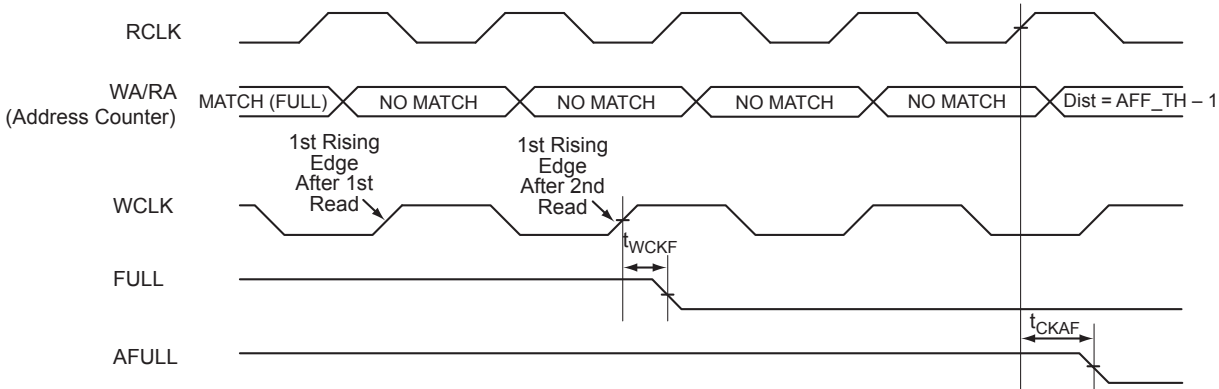 RCLK
WA/RA
(Address Counter)
MATCH (FULL)
NO MATCH
NO MATCH
NO MATCH
NO MATCH
Dist = AFF_TH – 1
1st Rising
Edge
After 1st
Read
1st Rising
Edge
After 2nd
Read
WCLK
tWCKF
FULL
tCKAF
AFULL